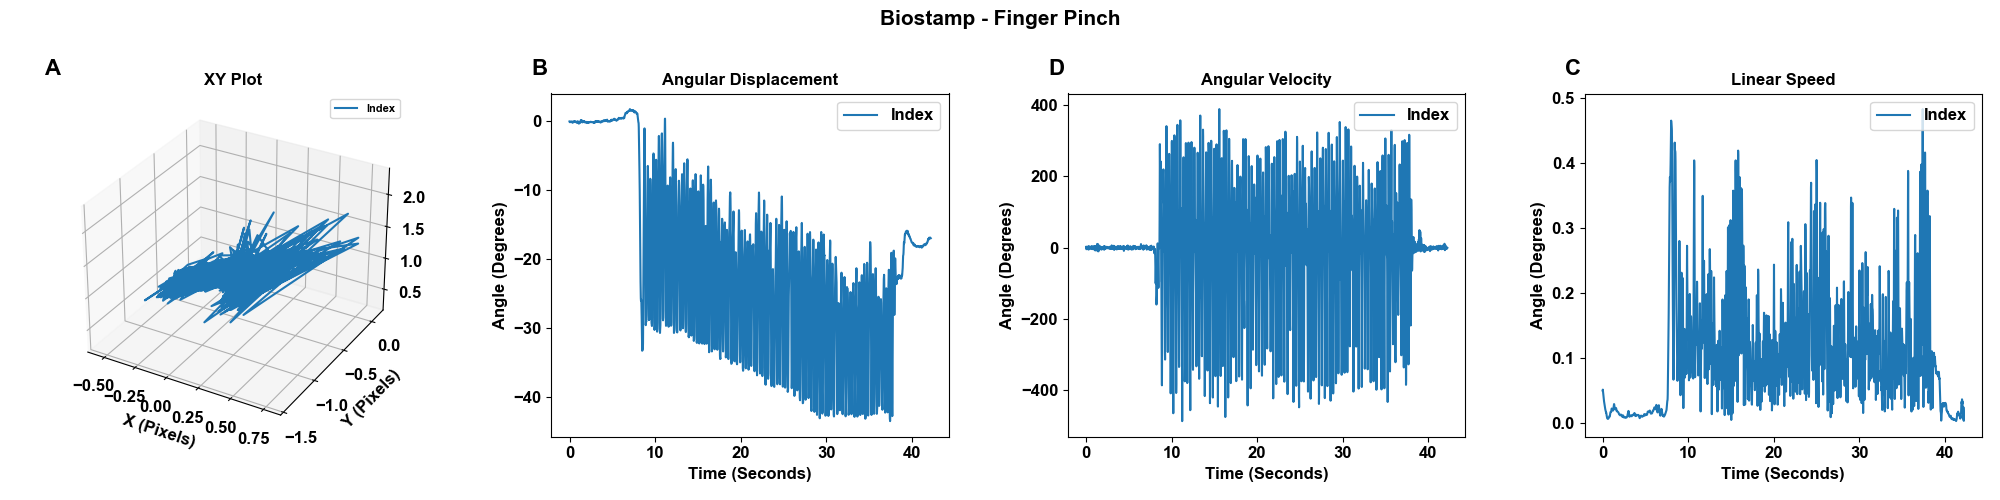 Biostamp - Finger Pinch
A
XY Plot
Index
2.0
1.5
1.0
0.5
0.0
−0.5
−1.0
−1.5
Y (Pixels)
−0.50
−0.25
0.00
0.25
0.50
0.75
X (Pixels)
B
Angular Displacement
Index
0
−10
−20
−30
−40
Angle (Degrees)
0 10 20 30 40
Time (Seconds)
D
Angular Velocity
Index
400
200
0
−200
−400
Angle (Degrees)
0 10 20 30 40
Time (Seconds)
C
Linear Speed
Index
0.5
0.4
0.3
0.2
0.1
0.0
Angle (Degrees)
0 10 20 30 40
Time (Seconds)